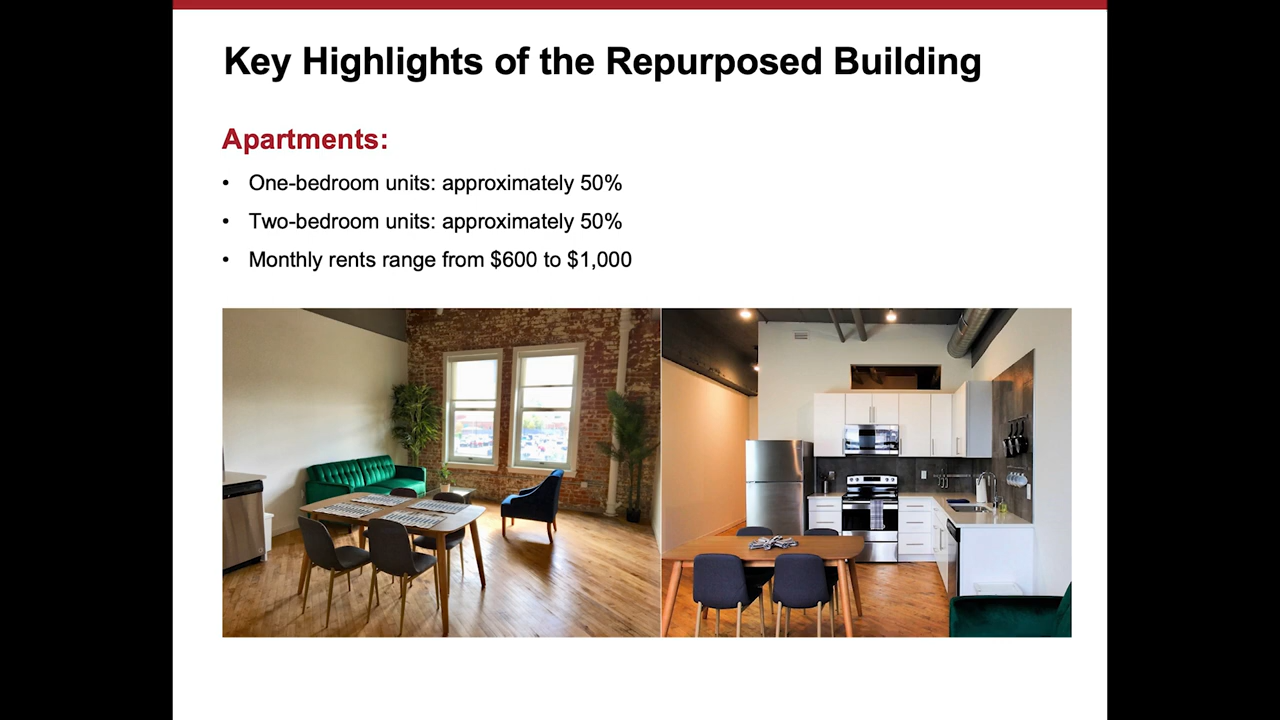 Key Highlights of the Repurposed Building
Apartments:
• One-bedroom units: approximately 50%
• Two-bedroom units: approximately 50%
• Monthly rents range from $600 to $1,000